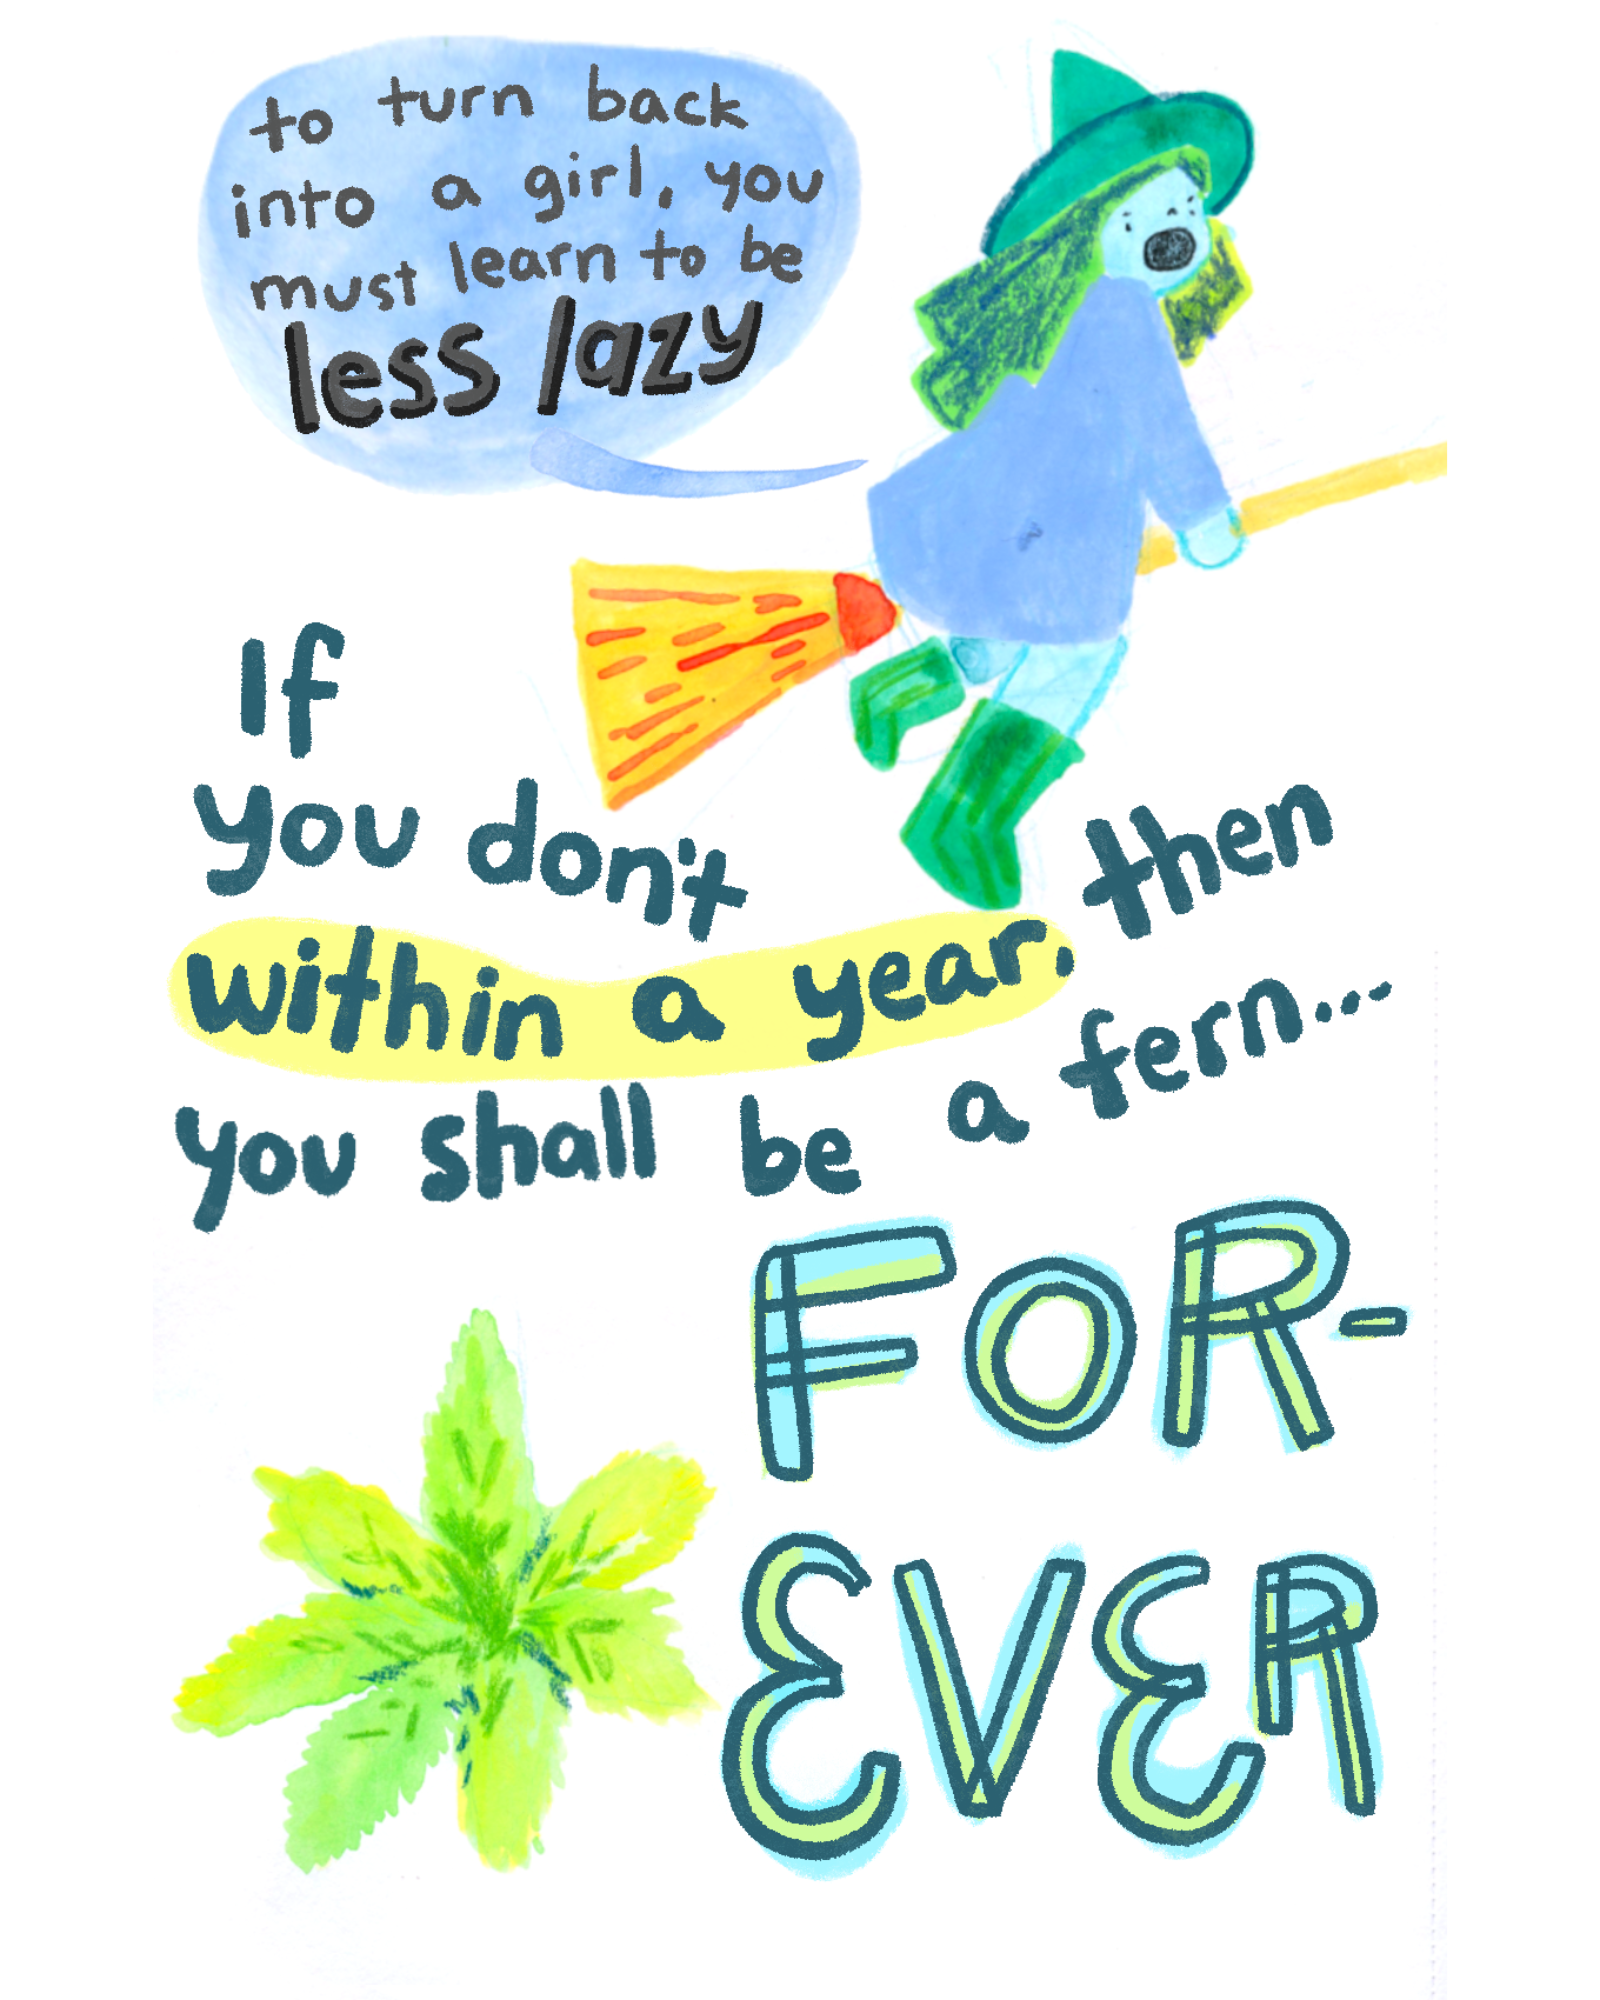 to turn back
into a girl, you
must learn to be
less lazy
If
you don't
within a year, then
you shall be a fern...
FOR-
EVER